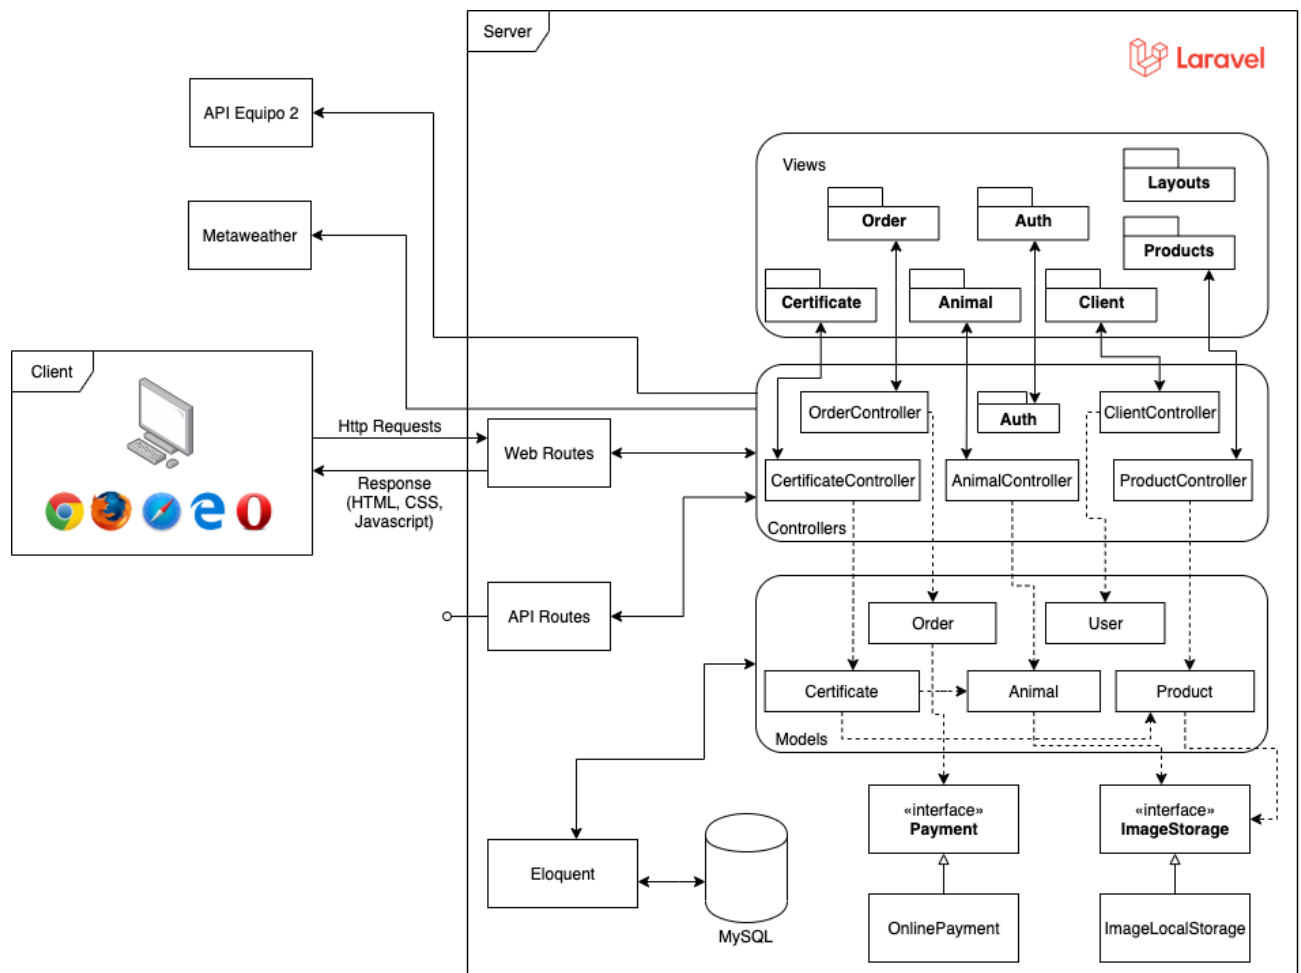 Server
Laravel
API Equipo 2
Metaweather
Client
Http Requests
Response
(HTML, CSS,
Javascript)
Web Routes
API Routes
Views
Layouts
Order
Auth
Products
Certificate
Animal
Client
OrderController
Auth
ClientController
CertificateController
AnimalController
ProductController
Controllers
Order
User
Certificate
Animal
Product
Models
«interface»
Payment
«interface»
ImageStorage
Eloquent
MySQL
OnlinePayment
ImageLocalStorage